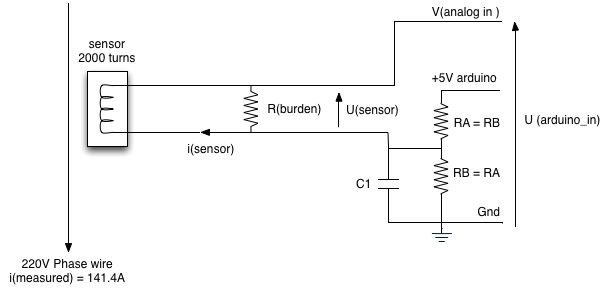 V(analog in )
sensor
2000 turns
+5V arduino
R(burden)
U(sensor)
RA = RB
U (arduino_in)
i(sensor)
C1
RB = RA
Gnd
220V Phase wire
i(measured) = 141.4A